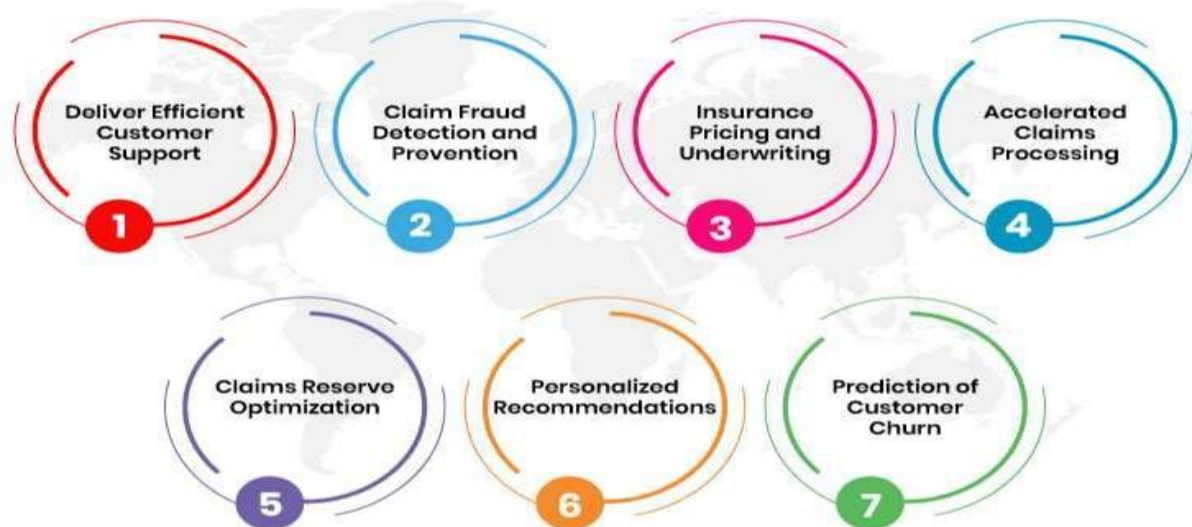 Deliver Efficient
Customer
Support
1
Claim Fraud
Detection and
Prevention
2
Insurance
Pricing and
Underwriting
3
Accelerated
Claims
Processing
4
Claims Reserve
Optimization
5
Personalized
Recommendations
6
Prediction of
Customer
Churn
7